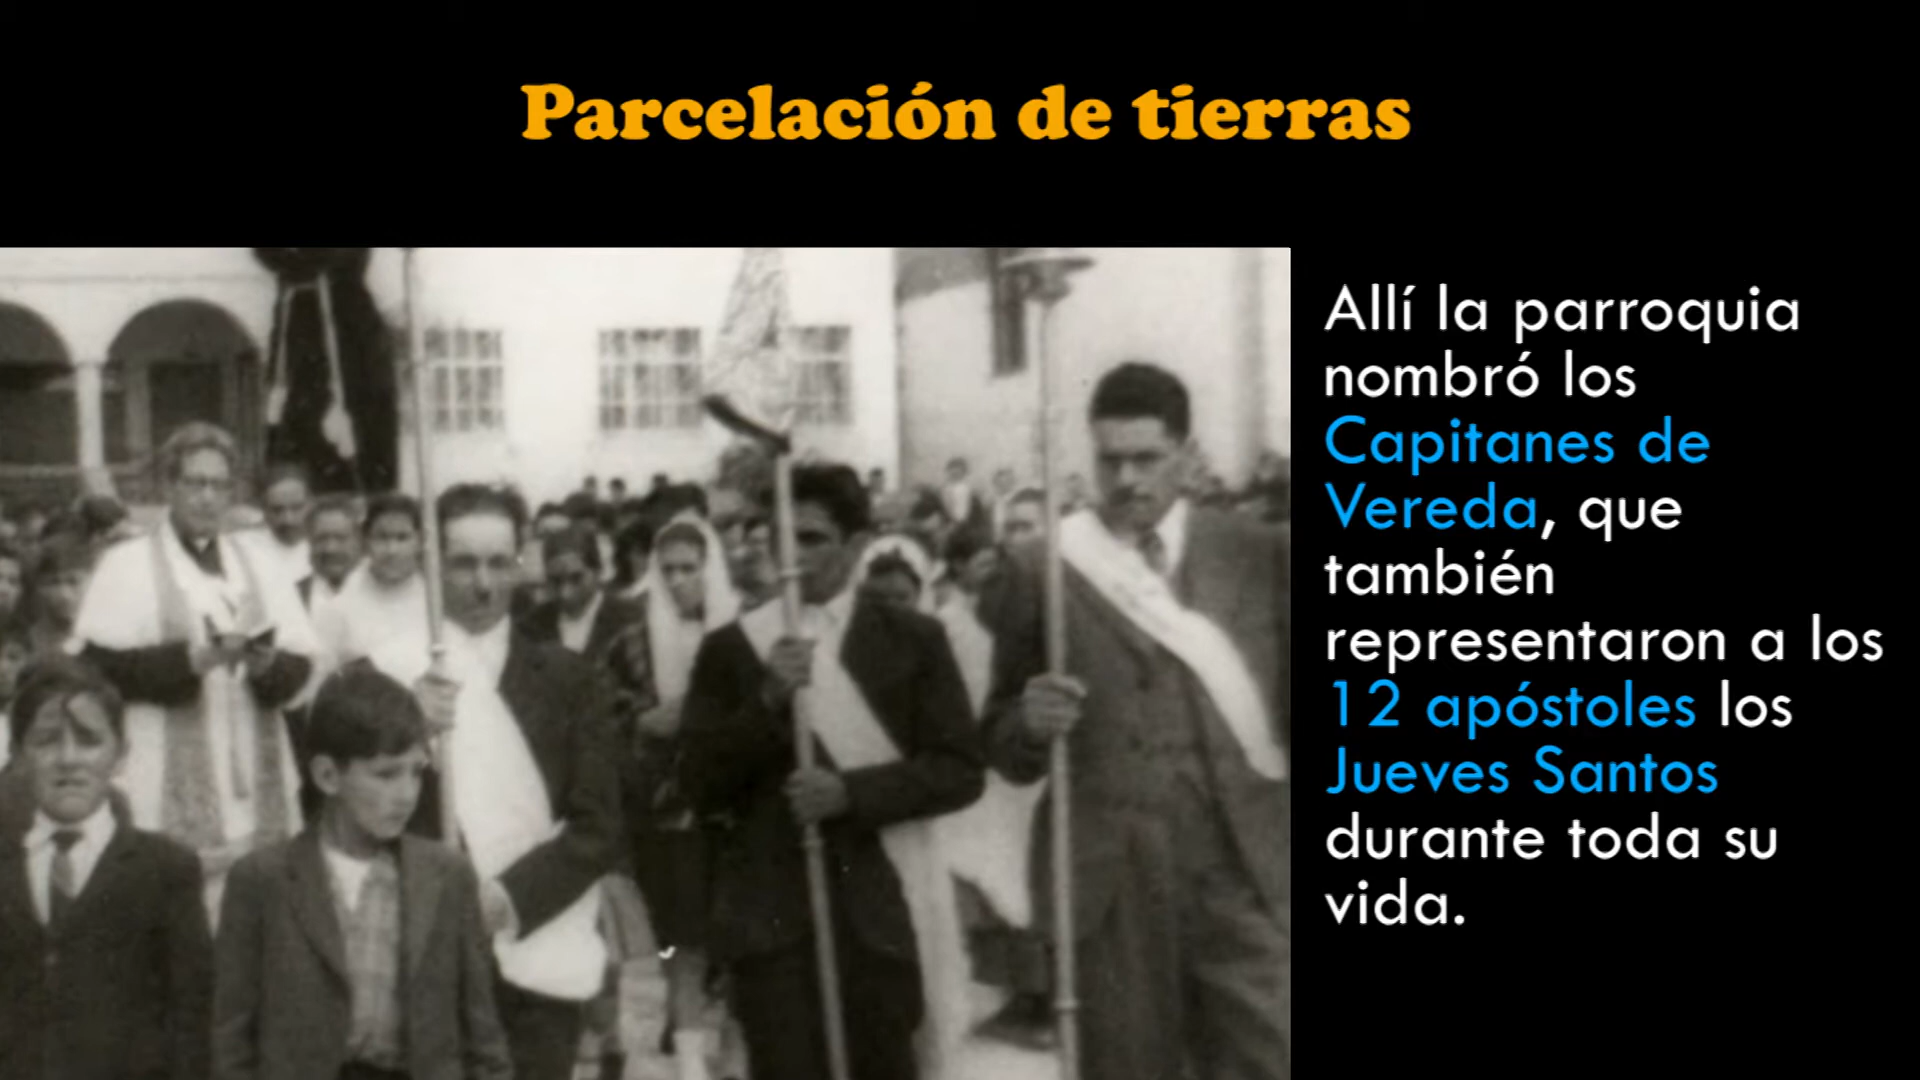 Parcelación de tierras
Allí la parroquia
nombró los
Capitanes de
Vereda, que
también
representaron a los
12 apóstoles los
Jueves Santos
durante toda su
vida.